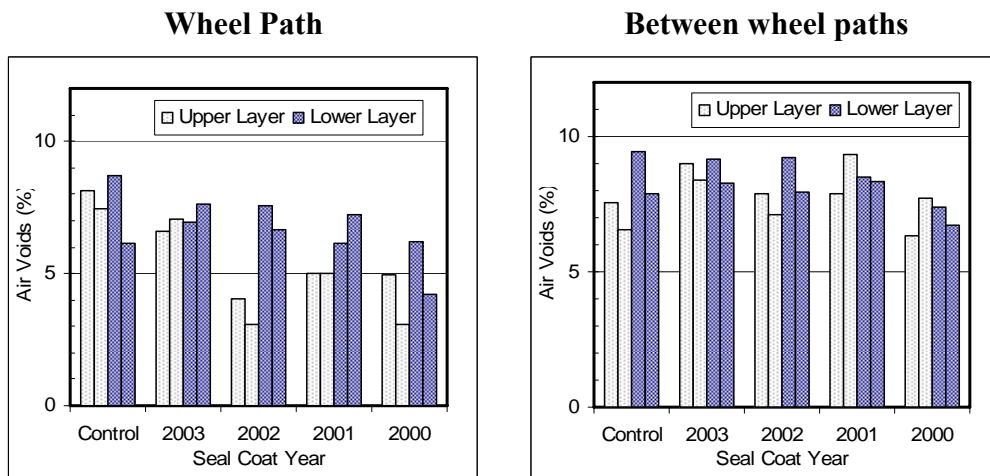 Wheel Path
Upper Layer Lower Layer
10
5
0
Air Voids (%)
Control 2003 2002 2001 2000
Seal Coat Year
Between wheel paths
Upper Layer Lower Layer
10
5
0
Air Voids (%)
Control 2003 2002 2001 2000
Seal Coat Year